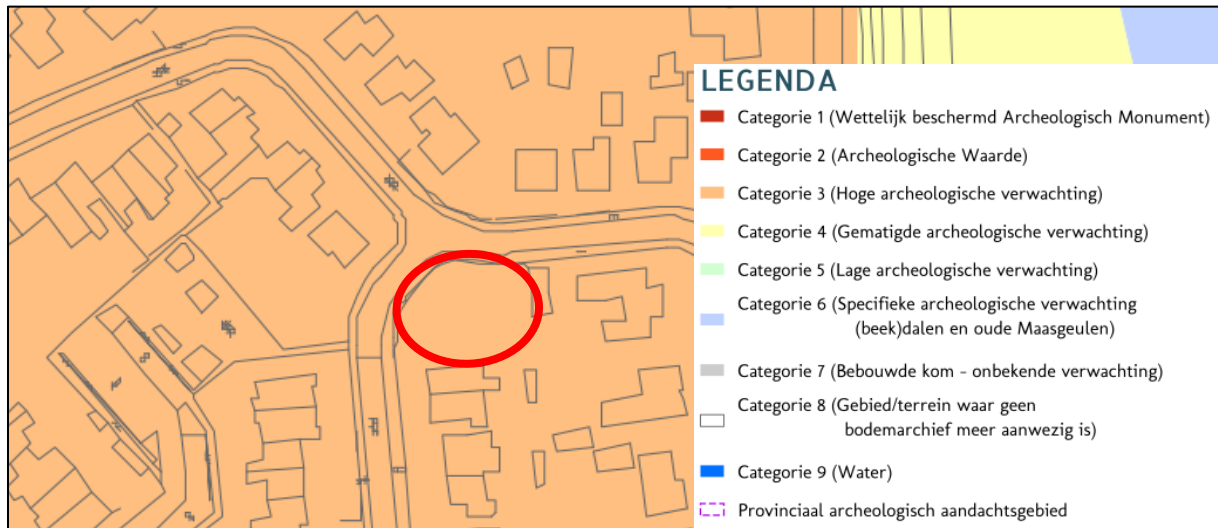 LEGENDA
Categorie 1 (Wettelijk beschermd Archeologisch Monument)
Categorie 2 (Archeologische Waarde)
Categorie 3 (Hoge archeologische verwachting)
Categorie 4 (Gematigde archeologische verwachting)
Categorie 5 (Lage archeologische verwachting)
Categorie 6 (Specifieke archeologische verwachting
(beek)dalen en oude Maasgeulen)
Categorie 7 (Bebouwde kom - onbekende verwachting)
Categorie 8 (Gebied/terrein waar geen
bodemarchief meer aanwezig is)
Categorie 9 (Water)
Provinciaal archeologisch aandachtsgebied